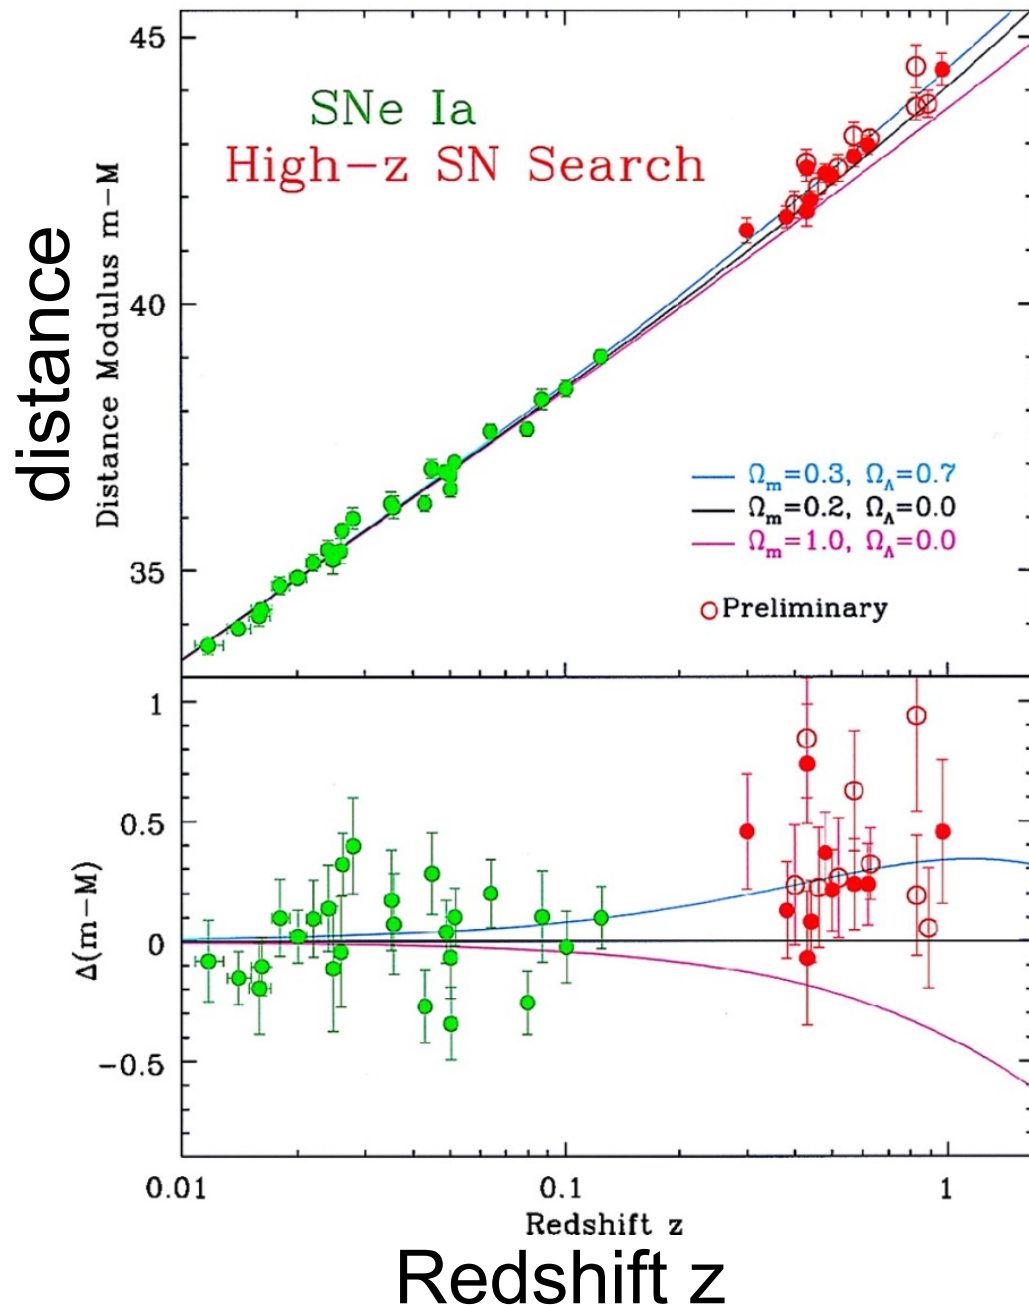 45
SNe Ia
High-z SN Search
40
distance
Distance Modulus m-M
Ωm=0.3, ΩΛ=0.7
Ωm=0.2, ΩΛ=0.0
Ωm=1.0, ΩΛ=0.0
35
Preliminary
1
0.5
0
Δ(m-M)
-0.5
0.01
0.1
1
Redshift z
Redshift z